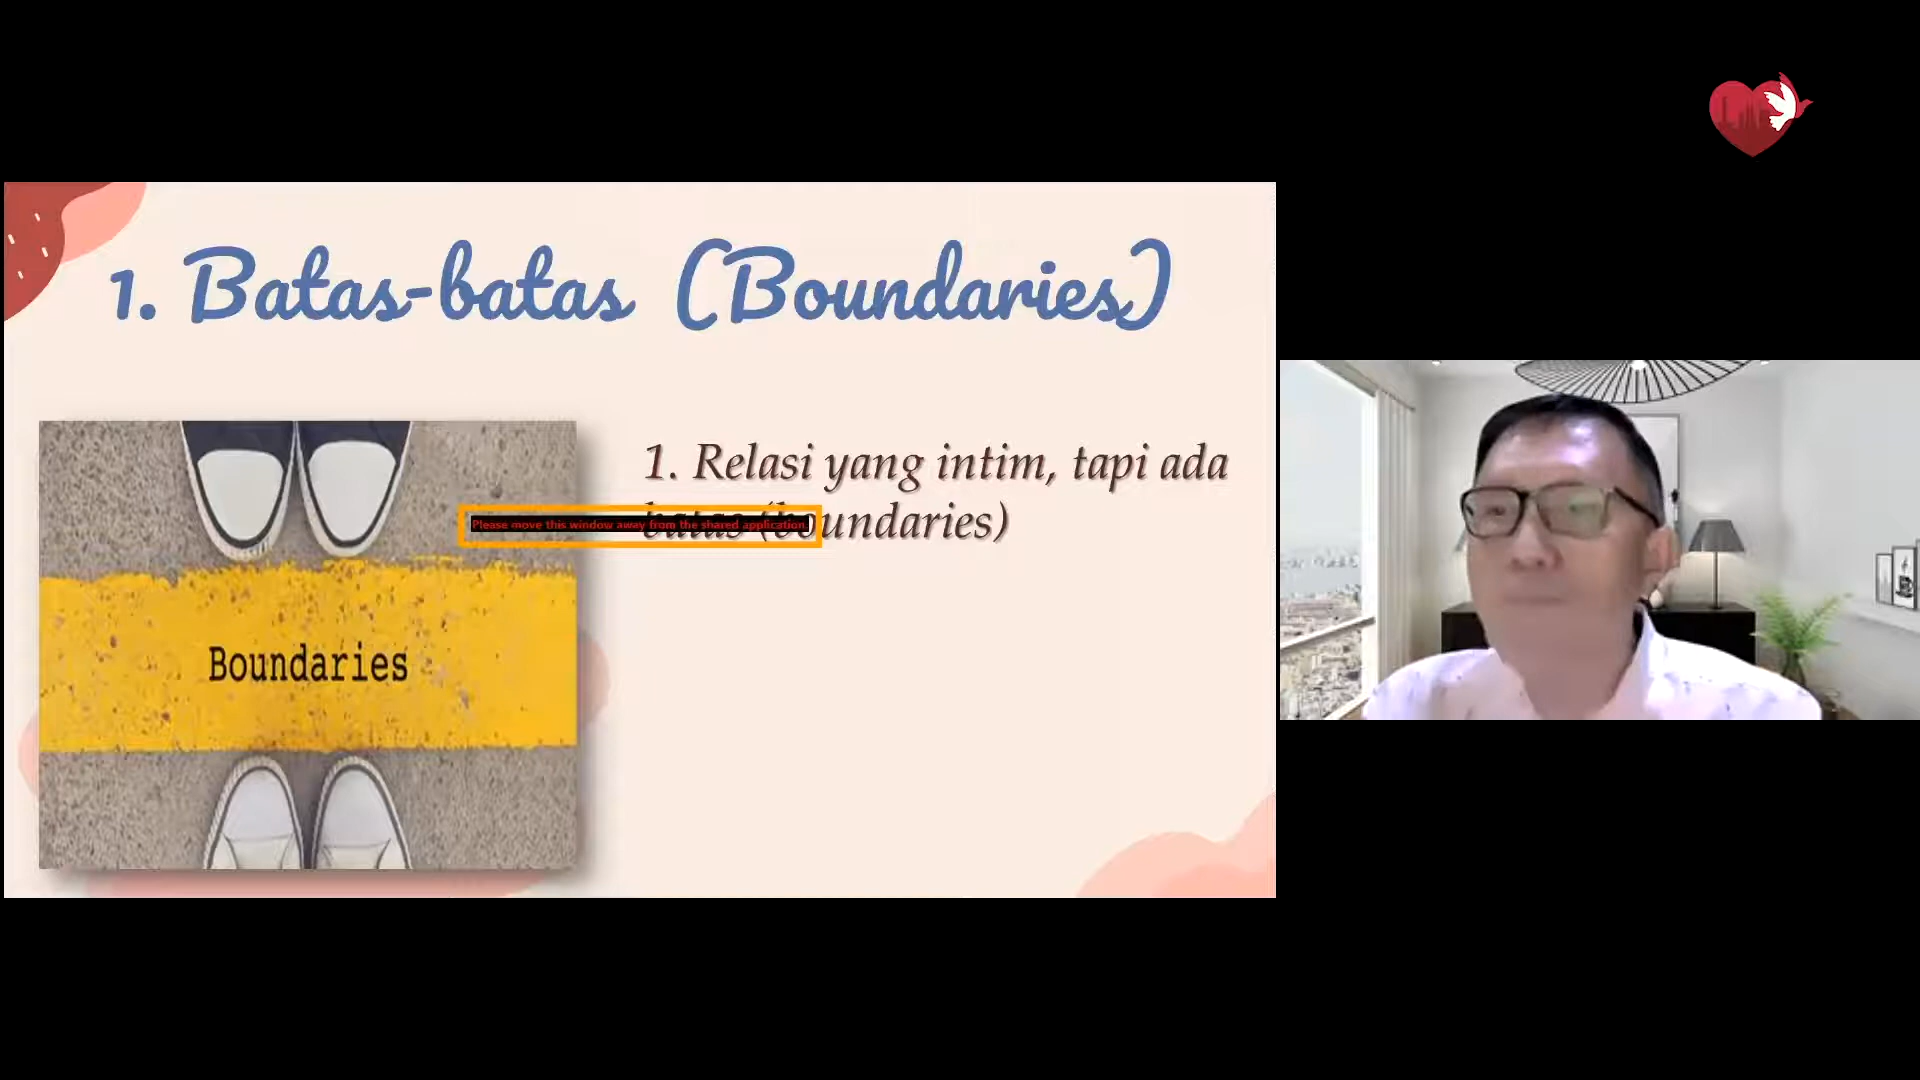 1. Batas-batas (Boundaries)
1. Relasi yang intim, tapi ada
batas (boundaries)
Please move this window away from the shared application.
Boundaries